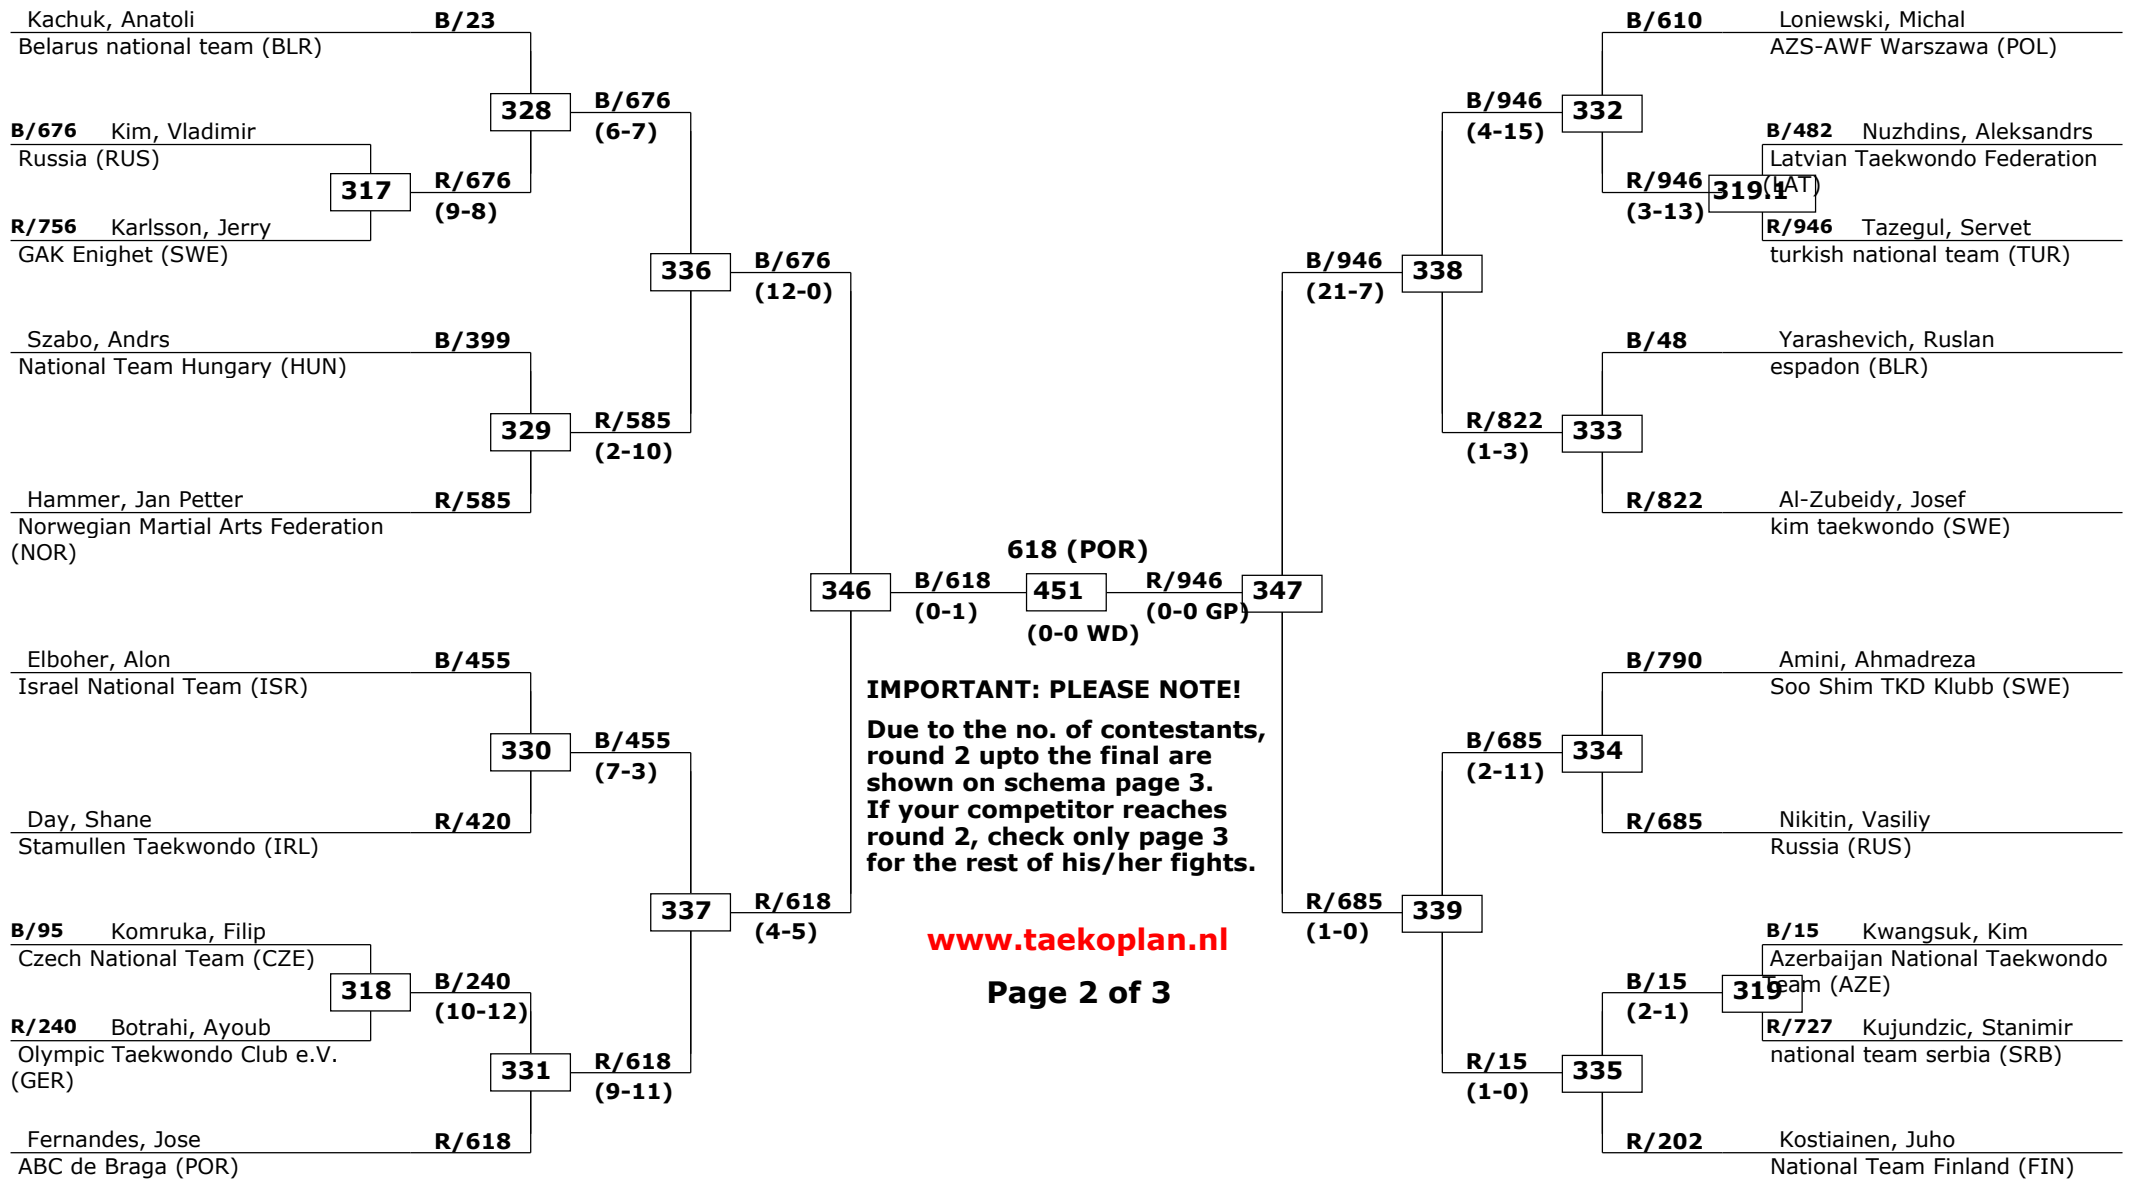 Kachuk, Anatoli
B/23
Belarus national team (BLR)
328
B/676
(6-7)
B/676 Kim, Vladimir
Russia (RUS)
317
R/676
(9-8)
R/756 Karlsson, Jerry
GAK Enighet (SWE)
336
B/676
(12-0)
Szabo, Andrs
B/399
National Team Hungary (HUN)
329
R/585
(2-10)
Hammer, Jan Petter
R/585
Norwegian Martial Arts Federation
(NOR)
346
B/618
(0-1)
Elboher, Alon
B/455
Israel National Team (ISR)
330
B/455
(7-3)
Day, Shane
R/420
Stamullen Taekwondo (IRL)
337
R/618
(4-5)
B/95 Komruka, Filip
Czech National Team (CZE)
318
B/240
(10-12)
R/240 Botrahi, Ayoub
Olympic Taekwondo Club e.V.
(GER)
331
R/618
(9-11)
Fernandes, Jose
R/618
ABC de Braga (POR)
618 (POR)
451
(0-0 WD)
R/946
(0-0 GP)
347
IMPORTANT: PLEASE NOTE!
Due to the no. of contestants,
round 2 upto the final are
shown on schema page 3.
If your competitor reaches
round 2, check only page 3
for the rest of his/her fights.
www.taekoplan.nl
Page 2 of 3
B/610
Loniewski, Michal
AZS-AWF Warszawa (POL)
B/946
(4-15)
332
B/482 Nuzhdins, Aleksandrs
Latvian Taekwondo Federation
(LAT)
R/946
(3-13)
319.1
R/946 Tazegul, Servet
turkish national team (TUR)
B/946
(21-7)
338
B/48
Yarashevich, Ruslan
espadon (BLR)
R/822
(1-3)
333
R/822
Al-Zubeidy, Josef
kim taekwondo (SWE)
B/790
Amini, Ahmadreza
Soo Shim TKD Klubb (SWE)
B/685
(2-11)
334
R/685
Nikitin, Vasiliy
Russia (RUS)
R/685
(1-0)
339
B/15 Kwangsuk, Kim
Azerbaijan National Taekwondo
Team (AZE)
B/15
(2-1)
319
R/727 Kujundzic, Stanimir
national team serbia (SRB)
R/15
(1-0)
335
R/202
Kostiainen, Juho
National Team Finland (FIN)